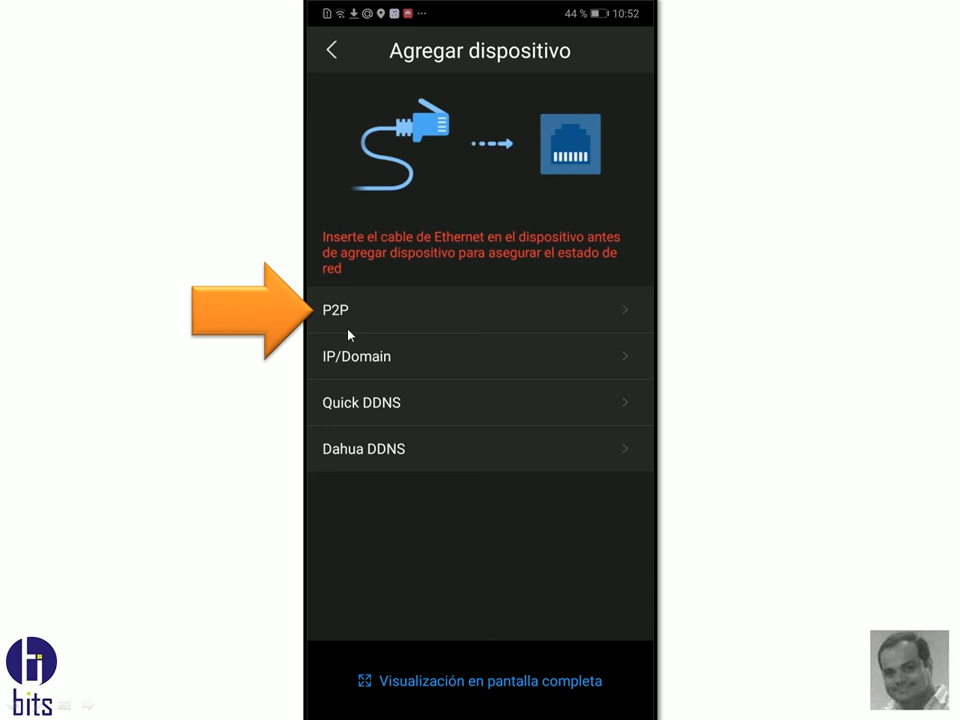 44 % 10:52
Agregar dispositivo
Inserte el cable de Ethernet en el dispositivo antes
de agregar dispositivo para asegurar el estado de
red
P2P
IP/Domain
Quick DDNS
Dahua DDNS
Visualización en pantalla completa
hi
bits